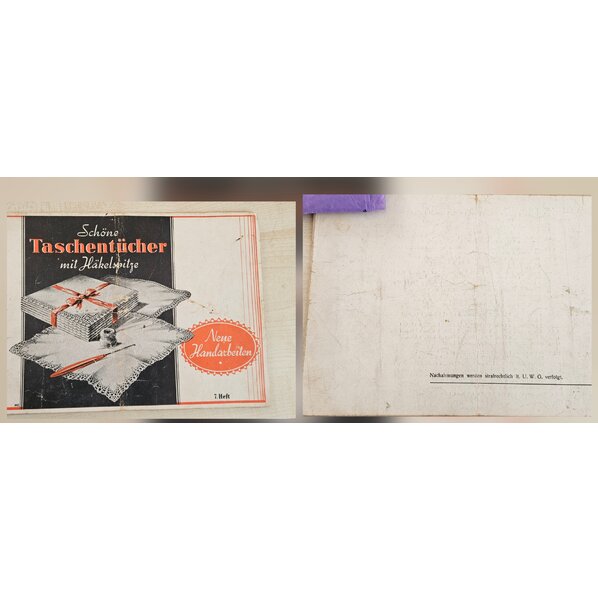 Schöne
Taschentücher
mit Häkelspitze
Neue
Handarbeiten
7. Heft
Nachahmungen werden strafrechtlich lt. U. W. G. verfolgt.